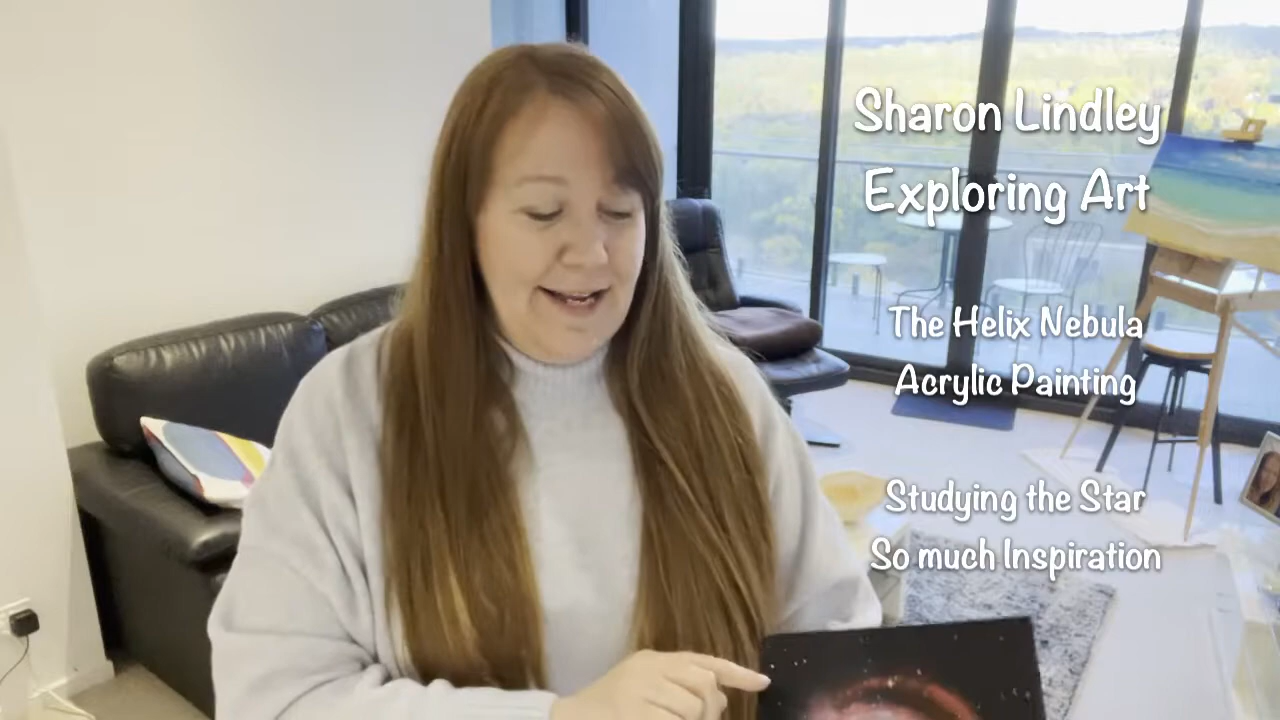 Sharon Lindley
Exploring Art
The Helix Nebula
Acrylic Painting
Studying the Star
So much Inspiration